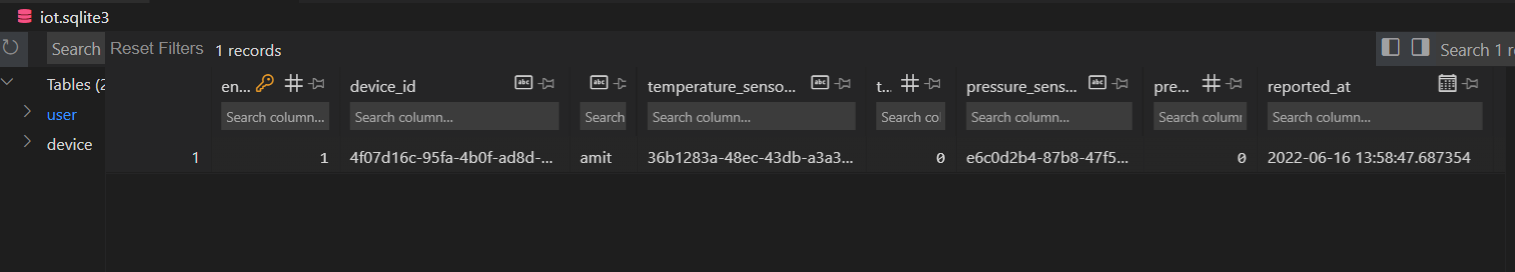 iot.sqlite3
Search Reset Filters 1 records Search 1 r
Tables (2
user
device
en... device_id temperature_senso... t... pressure_sens... pre... reported_at
Search column... Search column... Search Search column... Search co Search column... Search colum Search column...
1 1 4f07d16c-95fa-4b0f-ad8d-... amit 36b1283a-48ec-43db-a3a3... 0 e6c0d2b4-87b8-47f5... 0 2022-06-16 13:58:47.687354